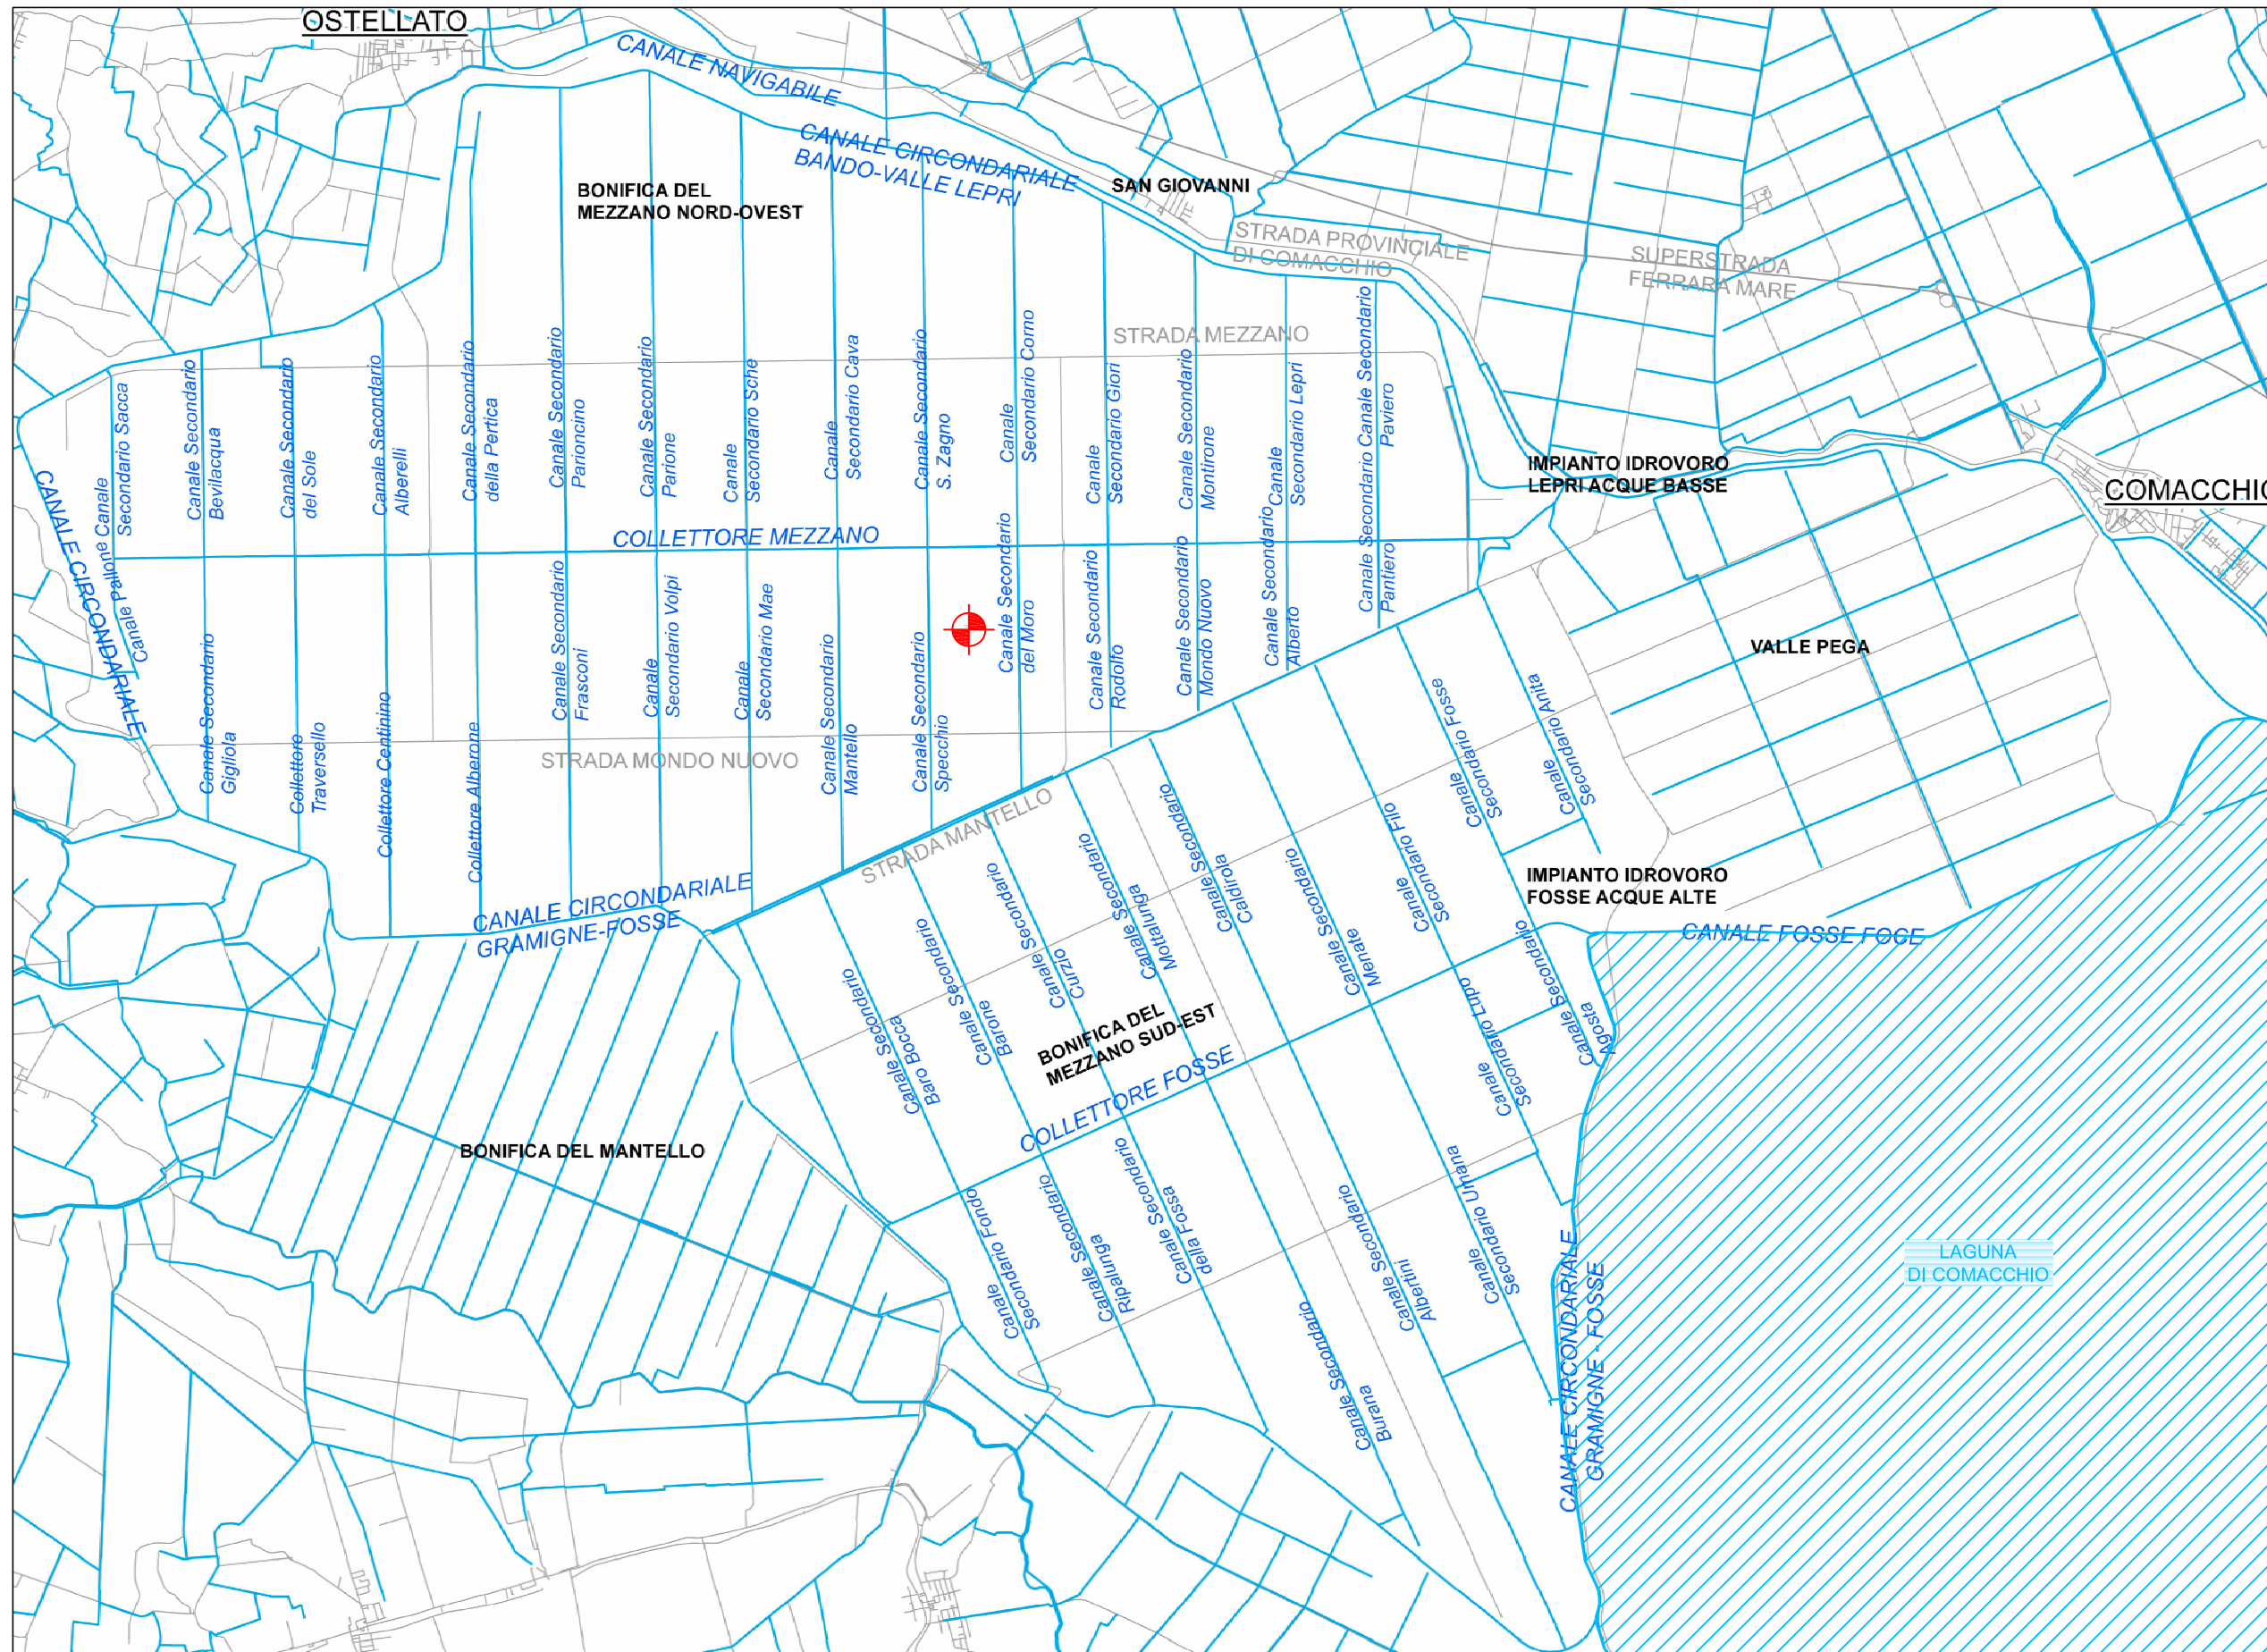 OSTELLATO
CANALE NAVIGABILE
CANALE CIRCONDARIALE
BANDO-VALLE LEPRI
BONIFICA DEL
MEZZANO NORD-OVEST
SAN GIOVANNI
STRADA PROVINCIALE
DI COMACCHIO
SUPERSTRADA
FERRARA MARE
STRADA MEZZANO
Canale
Secondario Sacca
Canale Secondario
Bevilacqua
Canale Secondario
del Sole
Canale Secondario
Alberelli
Canale Secondario
della Pertica
Canale Secondario
Parioncino
Canale Secondario
Parione
Canale
Secondario Sche
Canale
Secondario Cava
Canale Secondario
S. Zagno
Canale
Secondario Corno
Canale
Secondario Giori
Canale Secondario
Montirone
Canale
Secondario Lepri
Canale Secondario
Paviero
IMPIANTO IDROVORO
LEPRI ACQUE BASSE
COMACCHIO
CANALE CIRCONDARIALE
Canale Pallone
COLLETTORE MEZZANO
Canale Secondario
Gigliola
Collettore
Traversello
Collettore Centinino
Collettore Alberone
Canale Secondario
Frasconi
Canale
Secondario Volpi
Canale
Secondario Mae
Canale Secondario
Mantello
Canale Secondario
Specchio
Canale Secondario
del Moro
Canale Secondario
Rodolfo
Canale Secondario
Mondo Nuovo
Canale Secondario
Alberto
Canale Secondario
Pantiero
VALLE PEGA
STRADA MONDO NUOVO
STRADA MANTELLO
CANALE CIRCONDARIALE
GRAMIGNE-FOSSE
Canale Secondario
Baro Bocca
Canale Secondario
Barone
Canale Secondario
Curzio
Canale Secondario
Mottalunga
Canale Secondario
Caldirola
Canale Secondario
Menate
Canale
Secondario Filo
Canale
Secondario Fosse
Canale
Secondario Anita
IMPIANTO IDROVORO
FOSSE ACQUE ALTE
CANALE FOSSE FOCE
BONIFICA DEL
MEZZANO SUD-EST
COLLETTORE FOSSE
Canale
Secondario Lupo
Canale Secondario
Agosta
BONIFICA DEL MANTELLO
Canale
Secondario Fondo
Canale Secondario
Ripalunga
Canale Secondario
della Fossa
Canale Secondario
Burana
Canale Secondario
Albertini
Canale
Secondario Umana
CANALE CIRCONDARIALE
GRAMIGNE - FOSSE
LAGUNA
DI COMACCHIO